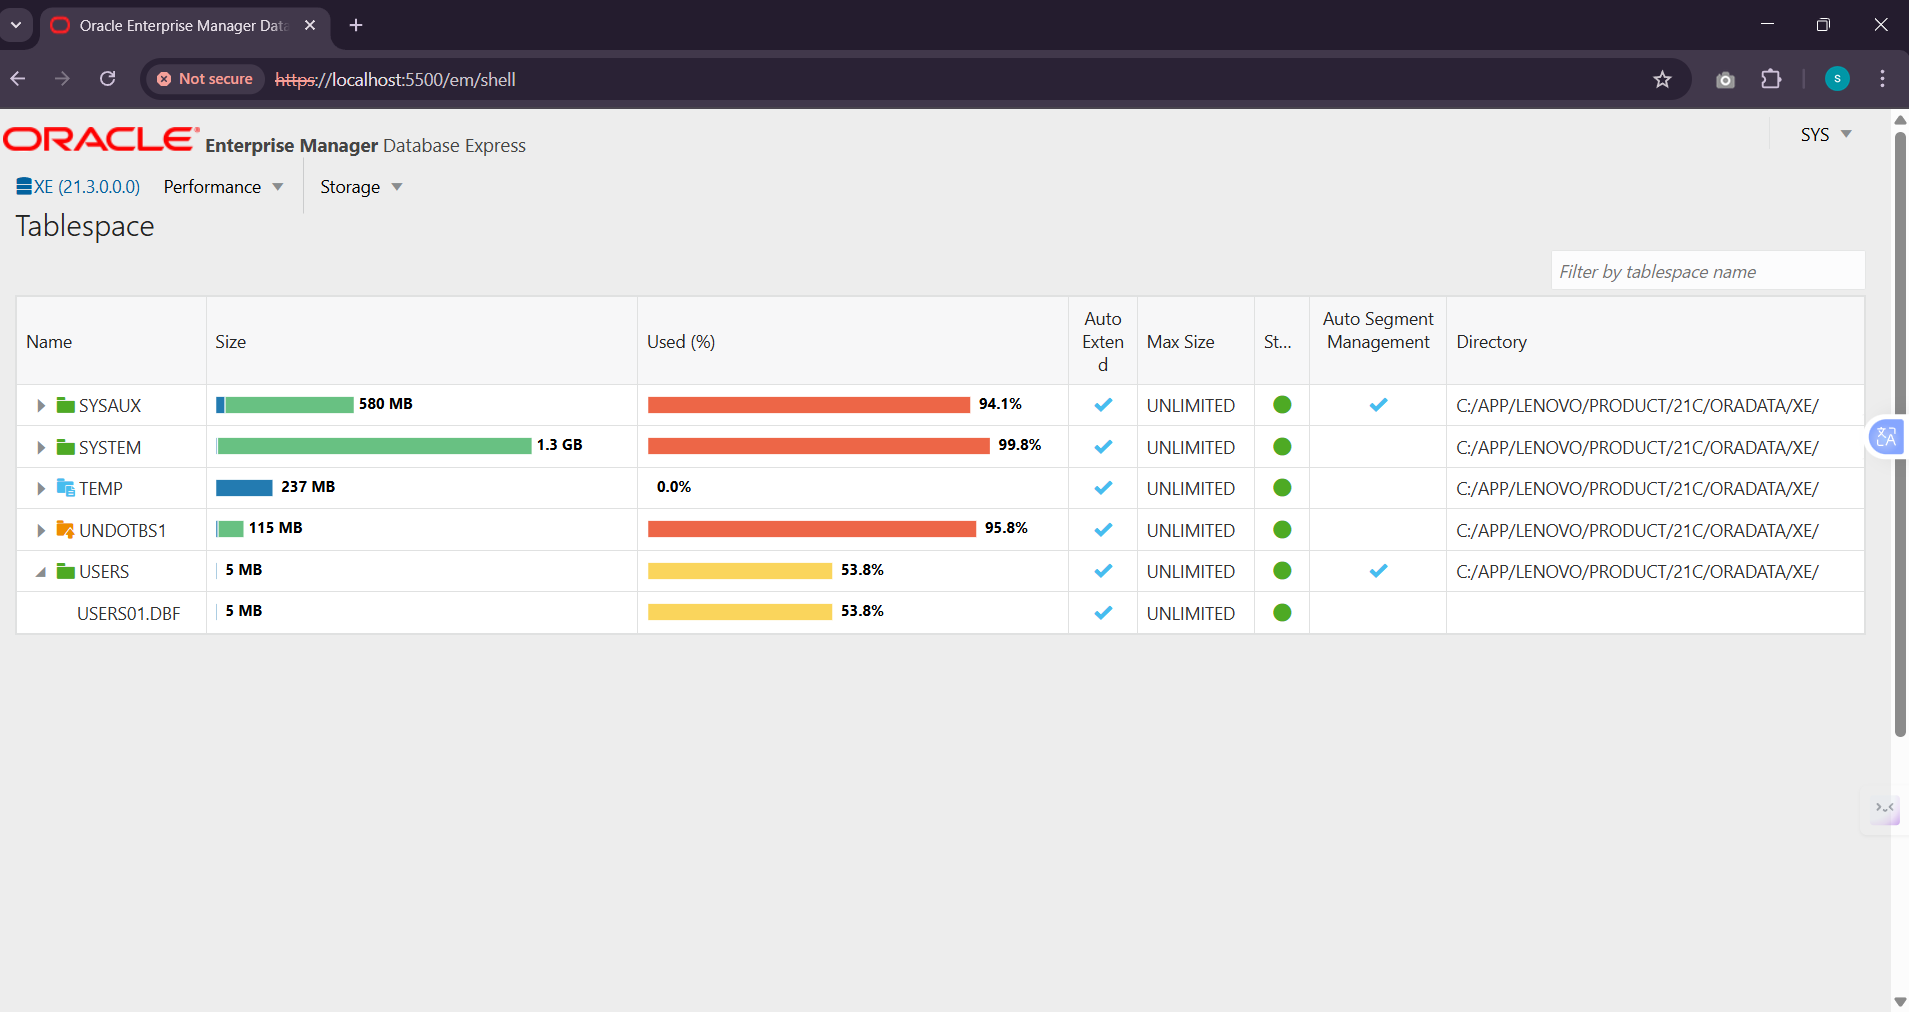 Oracle Enterprise Manager Data
Not secure https://localhost:5500/em/shell
S
ORACLE® Enterprise Manager Database Express
SYS
XE (21.3.0.0.0) Performance Storage
Tablespace
Filter by tablespace name
Name Size Used (%) Auto Extend Max Size St... Auto Segment Management Directory
SYSAUX 580 MB 94.1% UNLIMITED C:/APP/LENOVO/PRODUCT/21C/ORADATA/XE/
SYSTEM 1.3 GB 99.8% UNLIMITED C:/APP/LENOVO/PRODUCT/21C/ORADATA/XE/
TEMP 237 MB 0.0% UNLIMITED C:/APP/LENOVO/PRODUCT/21C/ORADATA/XE/
UNDOTBS1 115 MB 95.8% UNLIMITED C:/APP/LENOVO/PRODUCT/21C/ORADATA/XE/
USERS 5 MB 53.8% UNLIMITED C:/APP/LENOVO/PRODUCT/21C/ORADATA/XE/
USERS01.DBF 5 MB 53.8% UNLIMITED